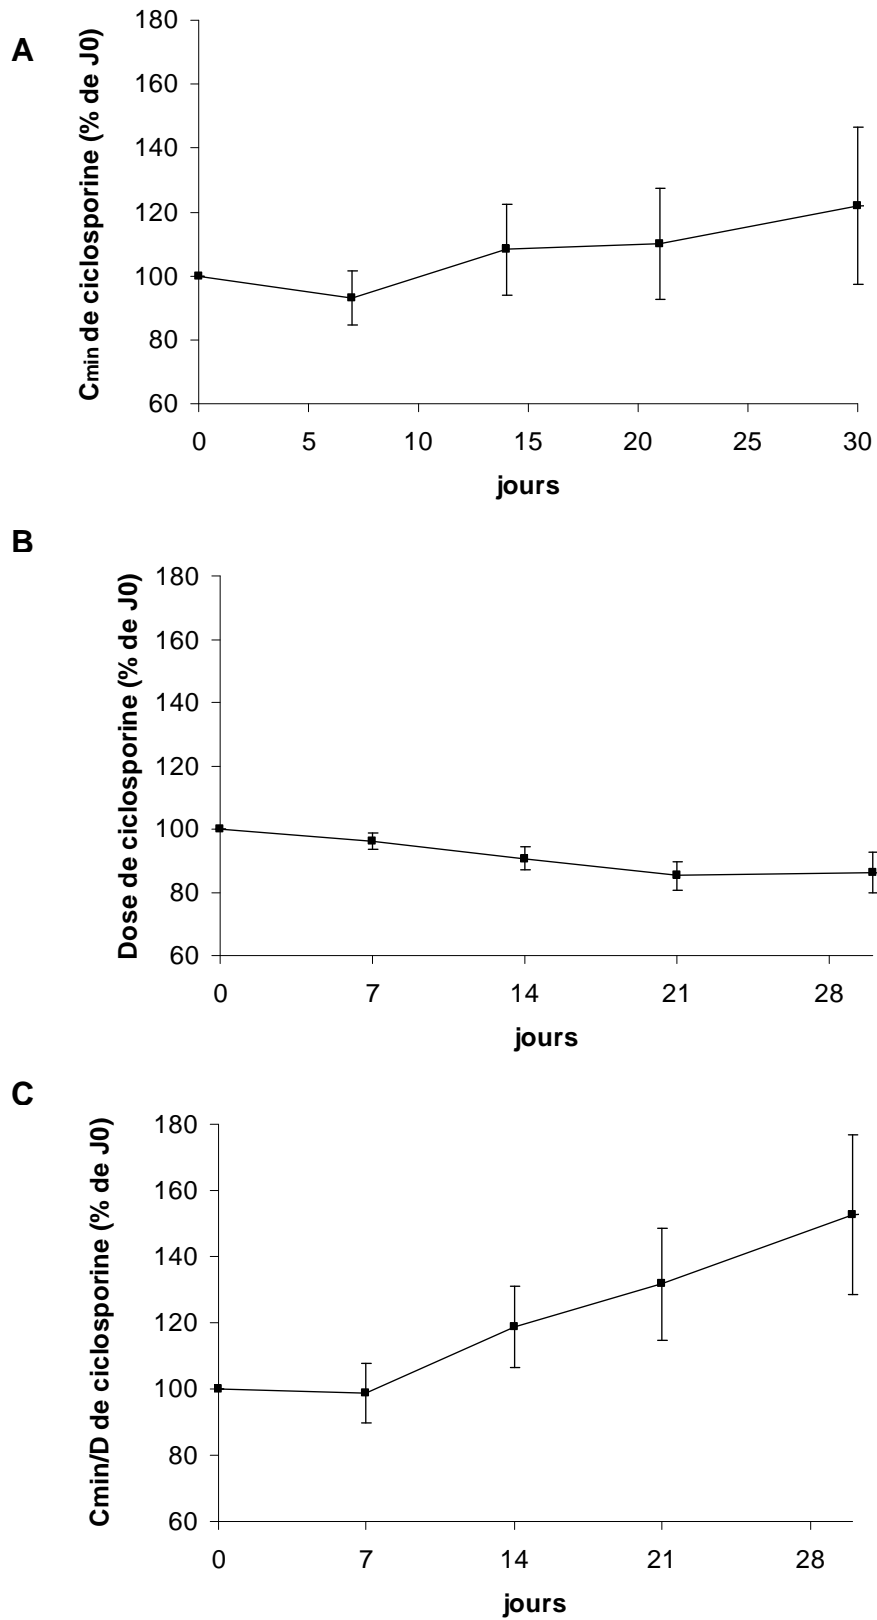 A
Cmin de ciclosporine (% de J0)
180
160
140
120
100
80
60
0 5 10 15 20 25 30
jours
B
Dose de ciclosporine (% de J0)
180
160
140
120
100
80
60
0 7 14 21 28
jours
C
Cmin/D de ciclosporine (% de J0)
180
160
140
120
100
80
60
0 7 14 21 28
jours